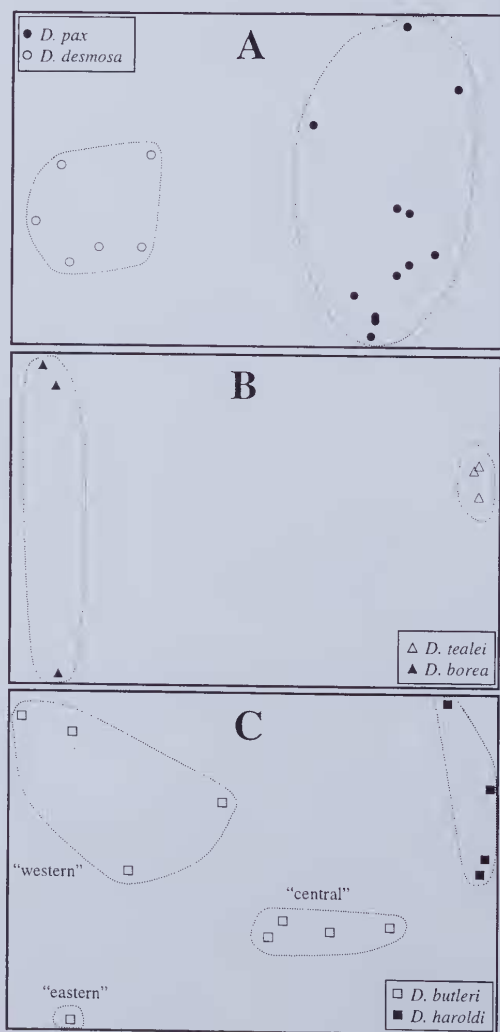 D. pax
D. desmosa
A
B
D. tealei
D. borea
C
"western"
"central"
"eastern"
D. butleri
D. haroldi